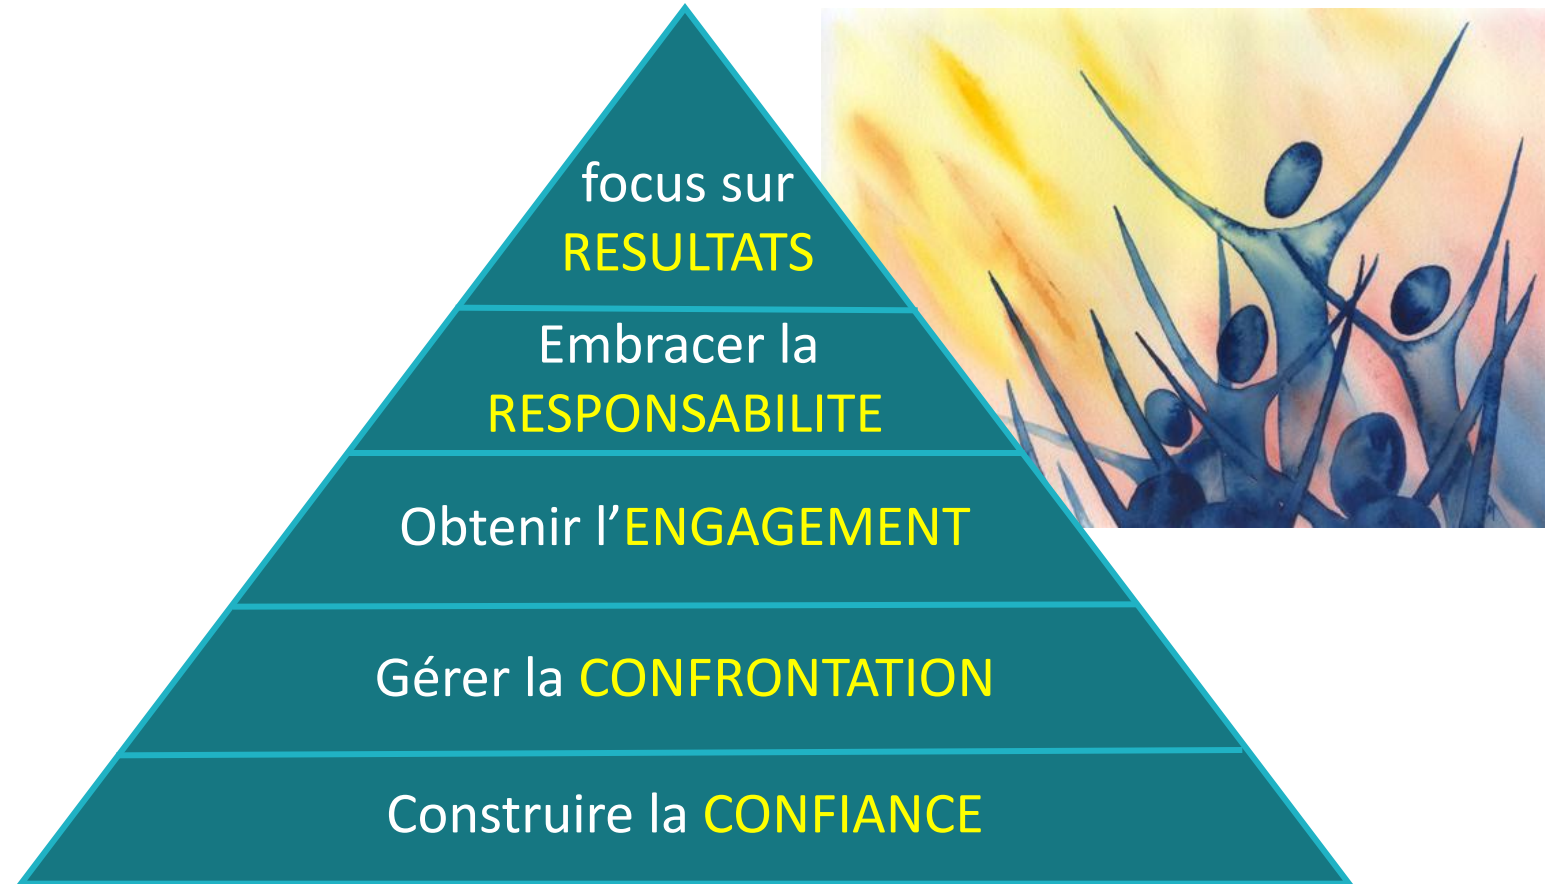 focus sur
RESULTATS
Embracer la
RESPONSABILITE
Obtenir l’ENGAGEMENT
Gérer la CONFRONTATION
Construire la CONFIANCE